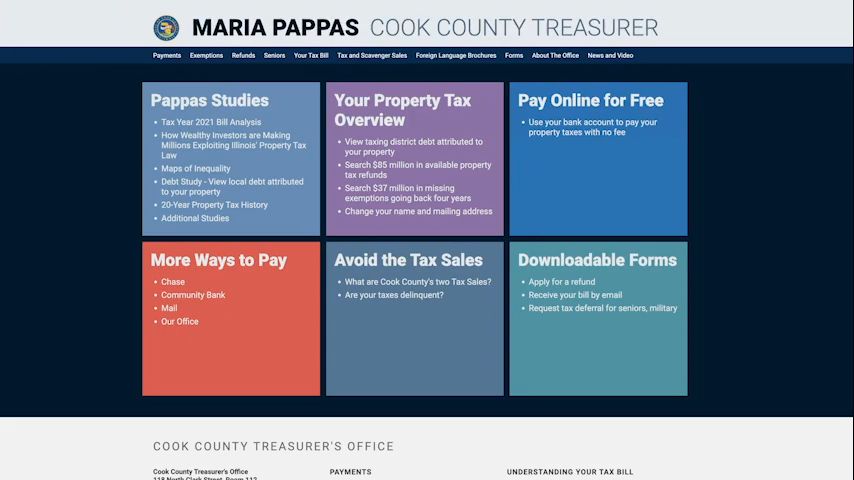 MARIA PAPPAS COOK COUNTY TREASURER
Payments Exemptions Refunds Seniors Your Tax Bill Tax and Scavenger Sales Foreign Language Brochures Forms About The Office News and Video
Pappas Studies
• Tax Year 2021 Bill Analysis
• How Wealthy Investors are Making
Millions Exploiting Illinois' Property Tax
Law
• Maps of Inequality
• Debt Study - View local debt attributed
to your property
• 20-Year Property Tax History
• Additional Studies
Your Property Tax
Overview
• View taxing district debt attributed to
your property
• Search $85 million in available property
tax refunds
• Search $37 million in missing
exemptions going back four years
• Change your name and mailing address
Pay Online for Free
• Use your bank account to pay your
property taxes with no fee
More Ways to Pay
• Chase
• Community Bank
• Mail
• Our Office
Avoid the Tax Sales
• What are Cook County's two Tax Sales?
• Are your taxes delinquent?
Downloadable Forms
• Apply for a refund
• Receive your bill by email
• Request tax deferral for seniors, military
COOK COUNTY TREASURER'S OFFICE
Cook County Treasurer's Office
118 North Clark Street, Room 112
PAYMENTS
UNDERSTANDING YOUR TAX BILL